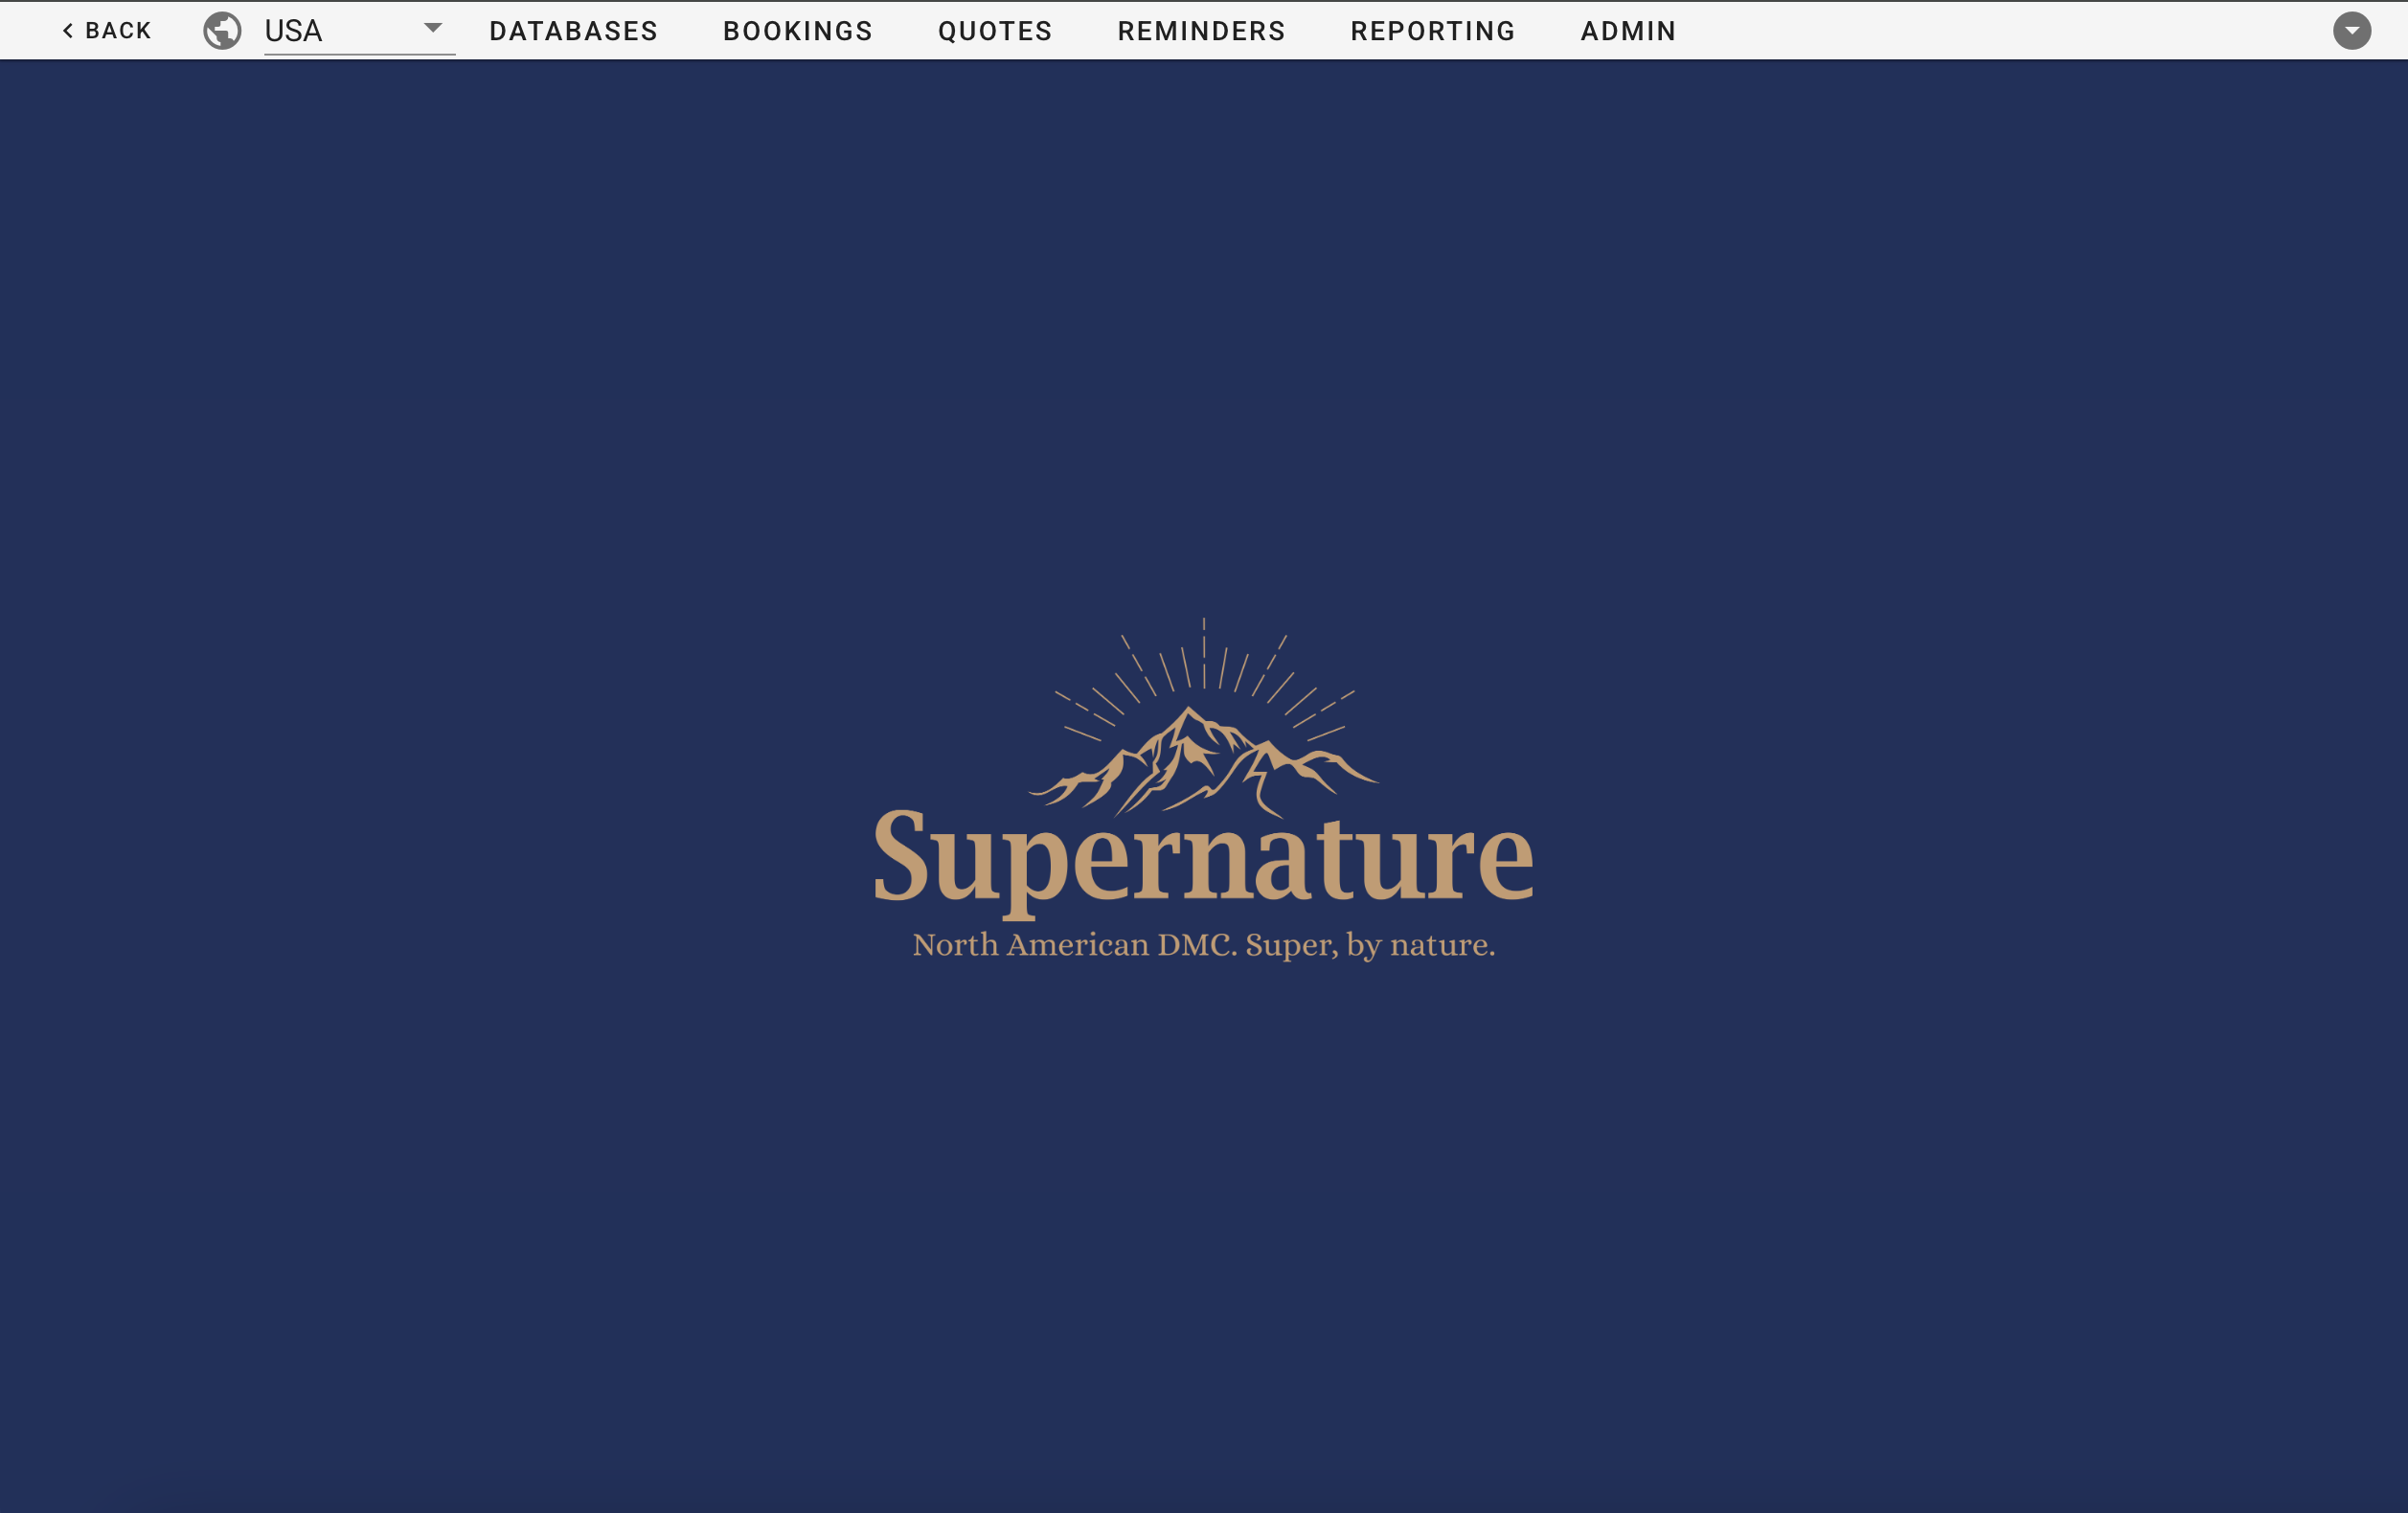 BACK USA DATABASES BOOKINGS QUOTES REMINDERS REPORTING ADMIN
Supernature
North American DMC. Super, by nature.